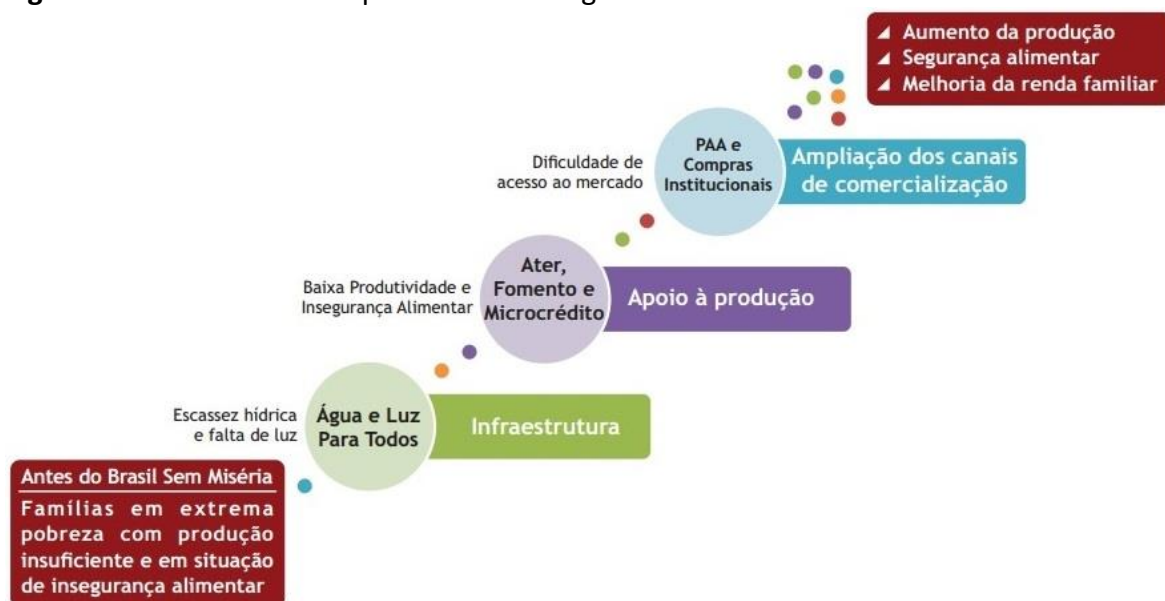 Aumento da produção
Segurança alimentar
Melhoria da renda familiar
Dificuldade de
acesso ao mercado
PAA e
Compras
Institucionais
Ampliação dos canais
de comercialização
Baixa Produtividade e
Insegurança Alimentar
Ater,
Fomento e
Microcrédito
Apoio à produção
Escassez hídrica
e falta de luz
Água e Luz
Para Todos
Infraestrutura
Antes do Brasil Sem Miséria
Famílias em extrema
pobreza com produção
insuficiente e em situação
de insegurança alimentar